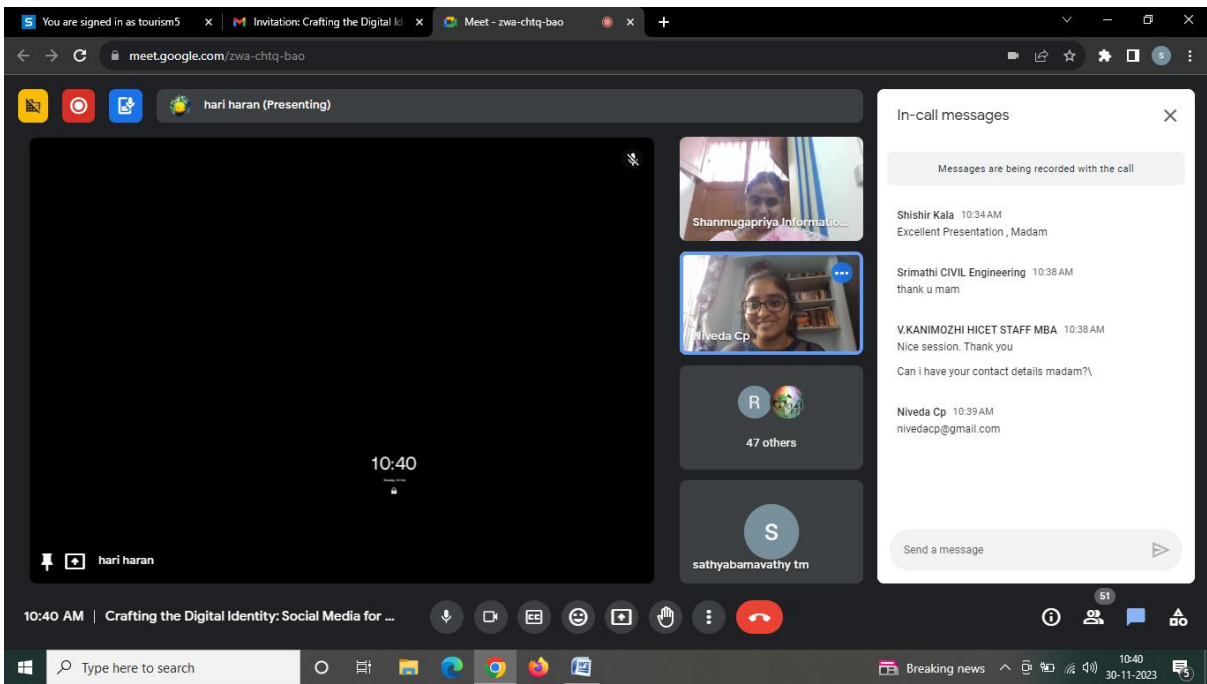 You are signed in as tourism5
Invitation: Crafting the Digital Id
Meet - zwa-chtq-bao
meet.google.com/zwa-chtq-bao
S
hari haran (Presenting)
10:40
hari haran
Shanmugapriya Informatio...
Niveda Cp
R
47 others
S
sathyabamavathy tm
In-call messages
Messages are being recorded with the call
Shishir Kala 10:34 AM
Excellent Presentation , Madam
Srimathi CIVIL Engineering 10:38 AM
thank u mam
V.KANIMOZHI HICET STAFF MBA 10:38 AM
Nice session. Thank you
Can i have your contact details madam?\
Niveda Cp 10:39 AM
nivedacp@gmail.com
Send a message
10:40 AM | Crafting the Digital Identity: Social Media for ...
51
Type here to search
Breaking news
10:40
30-11-2023
5